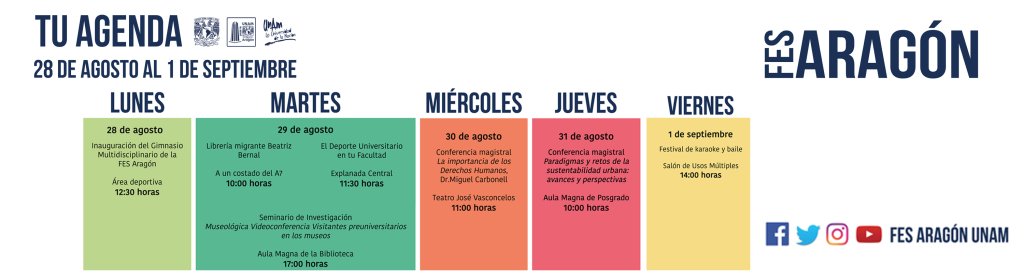 TU AGENDA
28 DE AGOSTO AL 1 DE SEPTIEMBRE
FES ARAGÓN
LUNES
28 de agosto
Inauguración del Gimnasio
Multidisciplinario de la
FES Aragón
Área deportiva
12:30 horas
MARTES
29 de agosto
Librería migrante Beatriz
Bernal
A un costado del A?
10:00 horas
El Deporte Universitario
en tu Facultad
Explanada Central
11:30 horas
Seminario de Investigación
Museológica Videoconferencia Visitantes preuniversitarios
en los museos
Aula Magna de la Biblioteca
17:00 horas
MIÉRCOLES
30 de agosto
Conferencia magistral
La importancia de los
Derechos Humanos,
Dr.Miguel Carbonell
Teatro José Vasconcelos
11:00 horas
JUEVES
31 de agosto
Conferencia magistral
Paradigmas y retos de la
sustentabilidad urbana:
avances y perspectivas
Aula Magna de Posgrado
10:00 horas
VIERNES
1 de septiembre
Festival de karaoke y baile
Salón de Usos Múltiples
14:00 horas
FES ARAGÓN UNAM